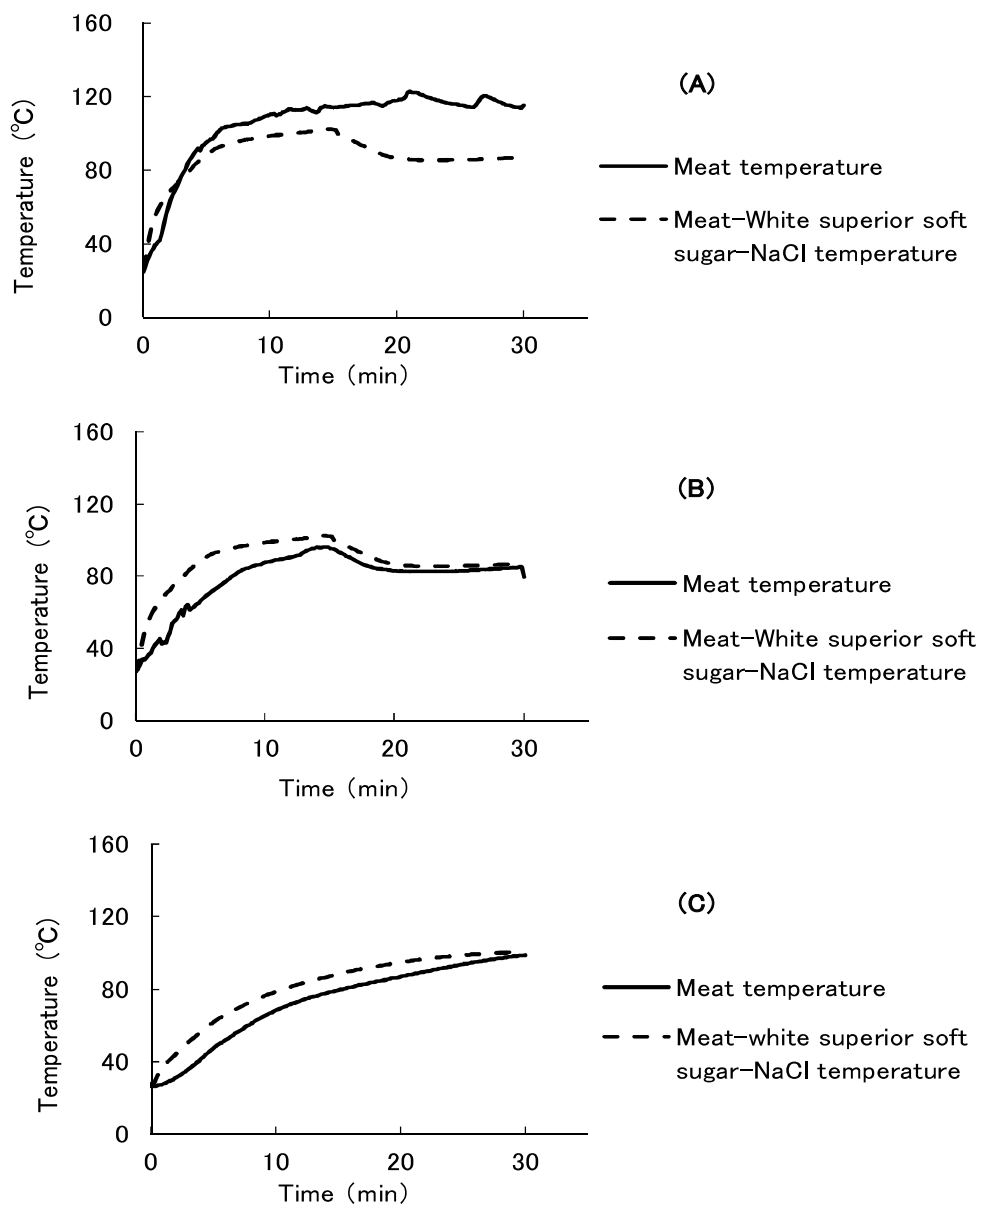 160
120
80
40
0
Temperature (℃)
0 10 20 30
Time (min)
(A)
Meat temperature
Meat-White superior soft
sugar-NaCl temperature
160
120
80
40
0
Temperature (℃)
0 10 20 30
Time (min)
(B)
Meat temperature
Meat-White superior soft
sugar-NaCl temperature
160
120
80
40
0
Temperature (℃)
0 10 20 30
Time (min)
(C)
Meat temperature
Meat-white superior soft
sugar-NaCl temperature